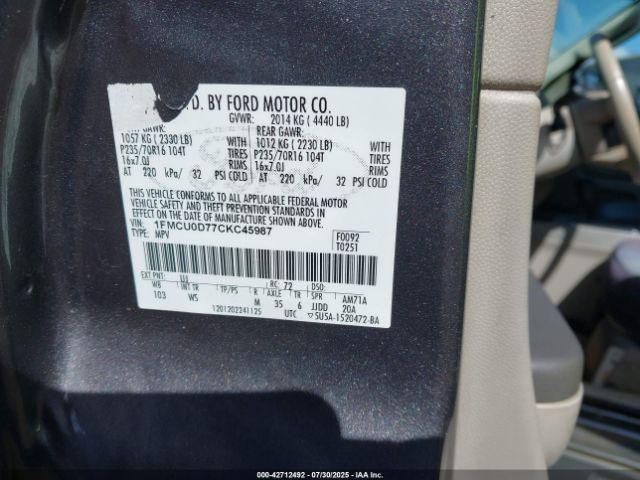 D. BY FORD MOTOR CO.
GVWR: 2014 KG ( 4440 LB)
GAWR: REAR GAWR:
1057 KG ( 2330 LB) WITH 1012 KG ( 2230 LB) WITH
P235/70R16 104T TIRES P235/70R16 104T TIRES
16x7.0J RIMS 16x7.0J RIMS
AT 220 kPa/ 32 PSI COLD AT 220 kPa/ 32 PSI COLD
THIS VEHICLE CONFORMS TO ALL APPLICABLE FEDERAL MOTOR
VEHICLE SAFETY AND THEFT PREVENTION STANDARDS IN
EFFECT ON THE DATE OF MANUFACTURE SHOWN ABOVE.
VIN: 1FMCU0D77CKC45987 F0092
TYPE: MPV T0251
EXT PNT: UJ RC: 72 DSO:
WB INT TR TP/PS R AXLE TR SPR AM71A
103 WS M 35 6 JJDD 20A
1201202241125 UTC ▽5U5A-1520472-BA
000-42712492 - 07/30/2025 - IAAI.COM